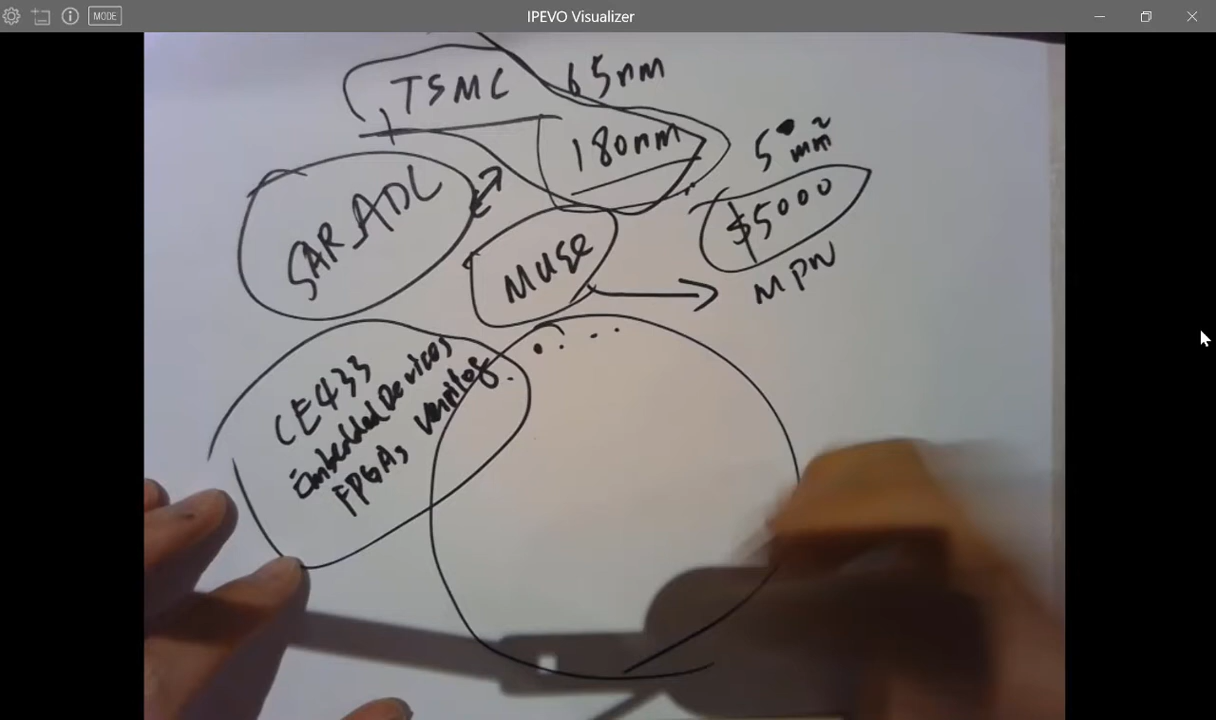 IPEVO Visualizer
MODE
TSMC 65nm
180nm
5 mm²
SAR ADC
$5000
MUSE
MPW
CE433
Embedded Devices
FPGAs Verilog